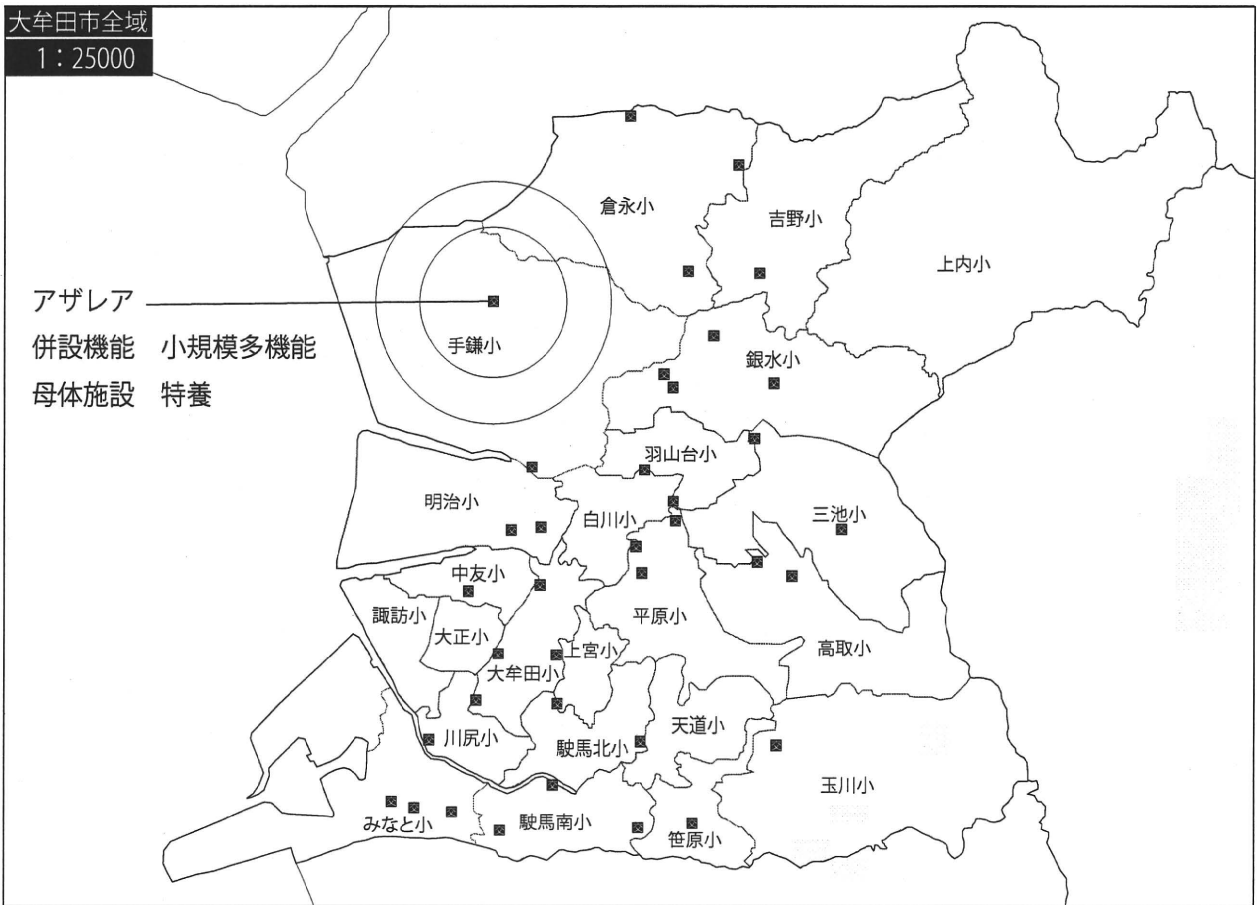 大牟田市全域
1：25000
倉永小
吉野小
上内小
アザレア
併設機能　小規模多機能
母体施設　特養
手鎌小
銀水小
羽山台小
明治小
白川小
三池小
中友小
諏訪小
大正小
平原小
大牟田小
上宮小
高取小
川尻小
駛馬北小
天道小
玉川小
みなと小
駛馬南小
笹原小